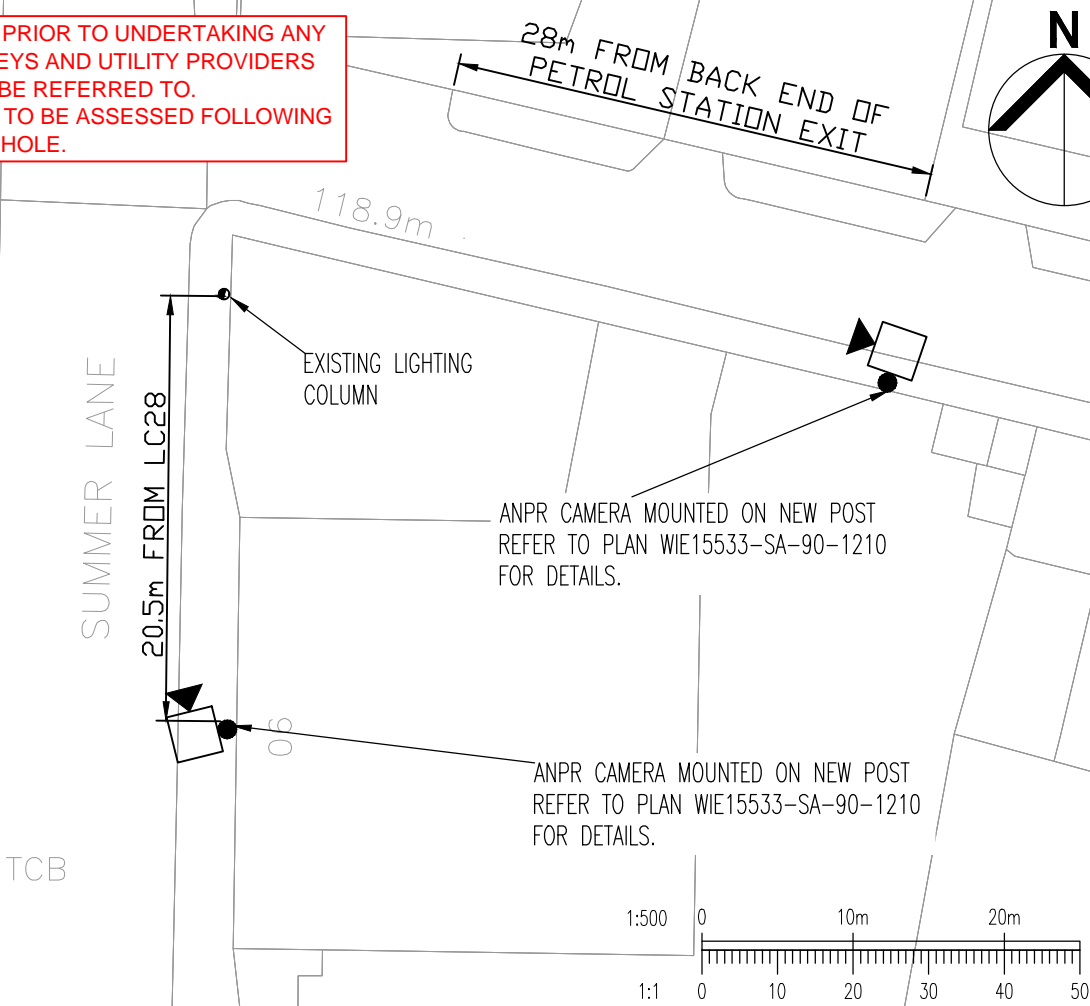 PRIOR TO UNDERTAKING ANY
EYS AND UTILITY PROVIDERS
BE REFERRED TO.
TO BE ASSESSED FOLLOWING
HOLE.
28m FROM BACK END OF
PETROL STATION EXIT
N
118.9m
EXISTING LIGHTING
COLUMN
SUMMER LANE
20.5m FROM LC28
ANPR CAMERA MOUNTED ON NEW POST
REFER TO PLAN WIE15533-SA-90-1210
FOR DETAILS.
90
ANPR CAMERA MOUNTED ON NEW POST
REFER TO PLAN WIE15533-SA-90-1210
FOR DETAILS.
TCB
1:500 0 10m 20m
1:1 0 10 20 30 40 50